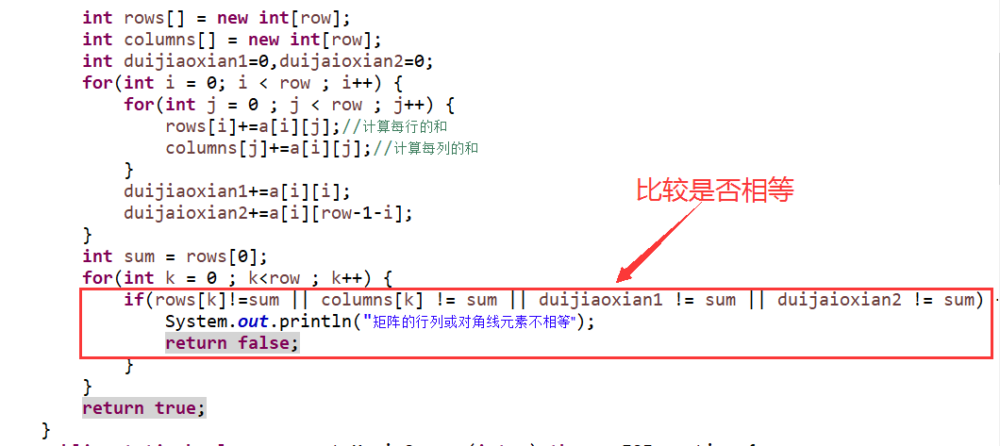 int rows[] = new int[row];
int columns[] = new int[row];
int duijiaoxian1=0,duijaioxian2=0;
for(int i = 0; i < row ; i++) {
for(int j = 0 ; j < row ; j++) {
rows[i]+=a[i][j];//计算每行的和
columns[j]+=a[i][j];//计算每列的和
}
duijiaoxian1+=a[i][i];
duijaioxian2+=a[i][row-1-i];
}
比较是否相等
int sum = rows[0];
for(int k = 0 ; k<row ; k++) {
if(rows[k]!=sum || columns[k] != sum || duijiaoxian1 != sum || duijaioxian2 != sum)
System.out.println("矩阵的行列或对角线元素不相等");
return false;
}
}
return true;
}